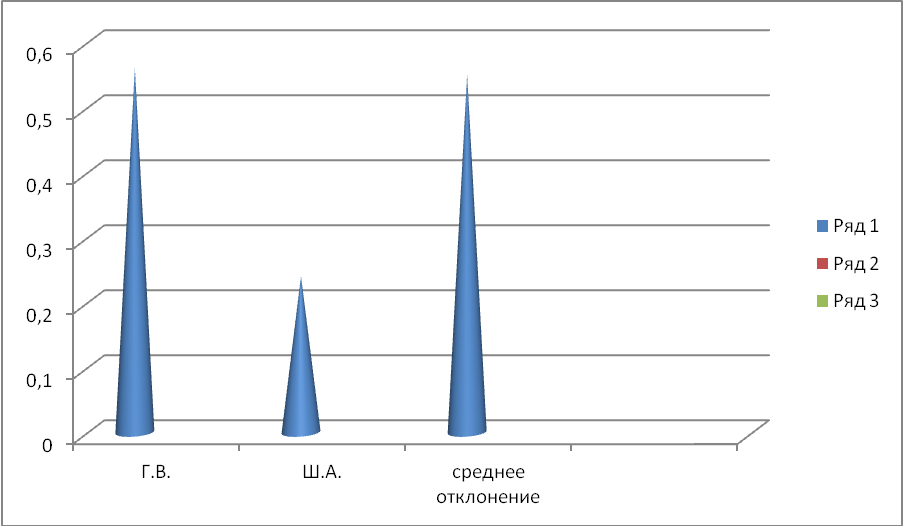 0,6
0,5
0,4
0,3
0,2
0,1
0
Г.В.
Ш.А.
среднее
отклонение
Ряд 1
Ряд 2
Ряд 3